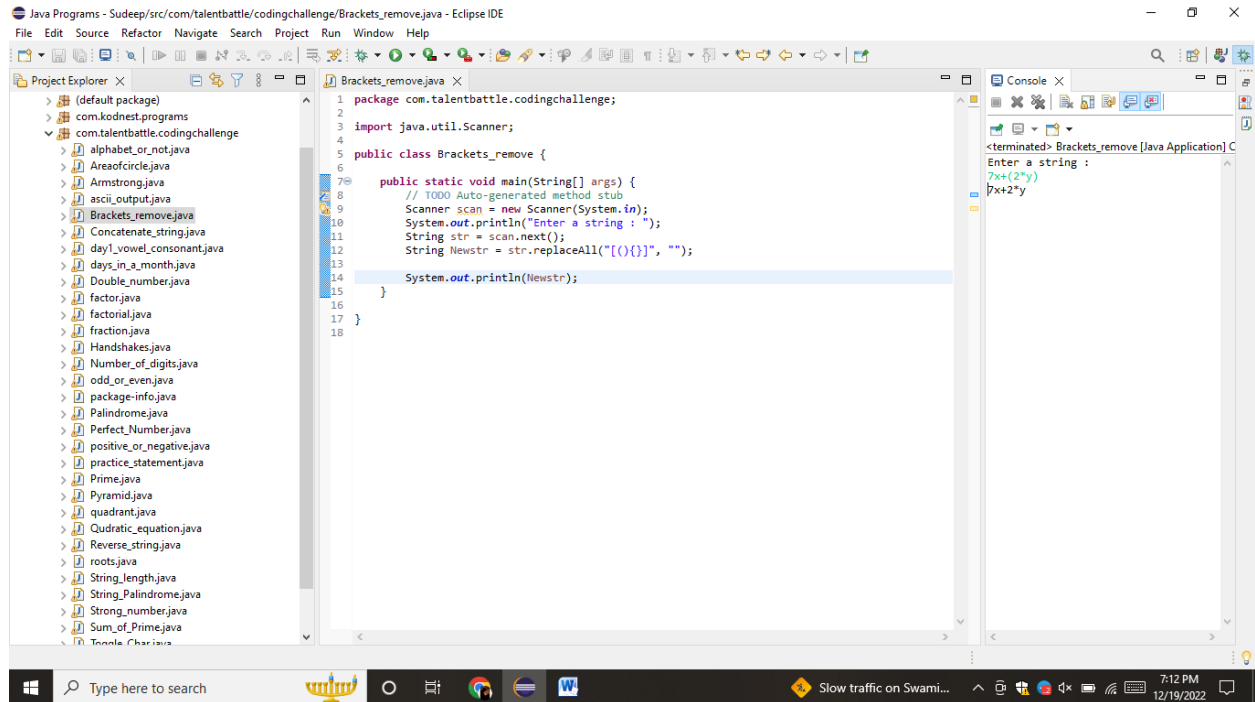 Java Programs - Sudeep/src/com/talentbattle/codingchallenge/Brackets_remove.java - Eclipse IDE
File Edit Source Refactor Navigate Search Project Run Window Help
Project Explorer
(default package)
com.kodnest.programs
com.talentbattle.codingchallenge
alphabet_or_not.java
Areaofcircle.java
Armstrong.java
ascii_output.java
Brackets_remove.java
Concatenate_string.java
day1_vowel_consonant.java
days_in_a_month.java
Double_number.java
factor.java
factorial.java
fraction.java
Handshakes.java
Number_of_digits.java
odd_or_even.java
package-info.java
Palindrome.java
Perfect_Number.java
positive_or_negative.java
practice_statement.java
Prime.java
Pyramid.java
quadrant.java
Qudratic_equation.java
Reverse_string.java
roots.java
String_length.java
String_Palindrome.java
Strong_number.java
Sum_of_Prime.java
Toggle_Char.java
Brackets_remove.java
1 package com.talentbattle.codingchallenge;
2
3 import java.util.Scanner;
4
5 public class Brackets_remove {
6
7 public static void main(String[] args) {
8 // TODO Auto-generated method stub
9 Scanner scan = new Scanner(System.in);
10 System.out.println("Enter a string : ");
11 String str = scan.next();
12 String Newstr = str.replaceAll("[(){}]", "");
13
14 System.out.println(Newstr);
15 }
16
17 }
18
Console
<terminated> Brackets_remove [Java Application] C
Enter a string :
7x+(2*y)
7x+2*y
Type here to search
Slow traffic on Swami...
7:12 PM
12/19/2022